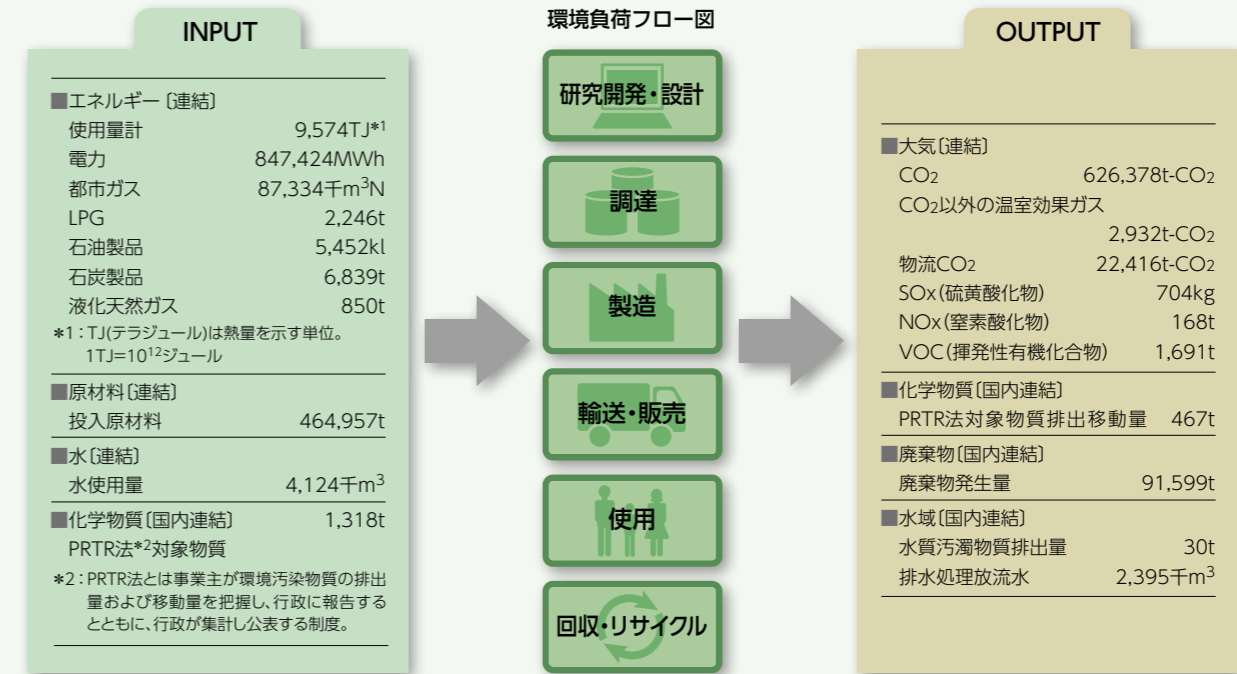 INPUT
■エネルギー〔連結〕
使用量計 9,574TJ*1
電力 847,424MWh
都市ガス 87,334千m³N
LPG 2,246t
石油製品 5,452kl
石炭製品 6,839t
液化天然ガス 850t
*1：TJ(テラジュール)は熱量を示す単位。
1TJ=10¹²ジュール
■原材料〔連結〕
投入原材料 464,957t
■水〔連結〕
水使用量 4,124千m³
■化学物質〔国内連結〕 1,318t
PRTR法*2対象物質
*2：PRTR法とは事業主が環境汚染物質の排出
量および移動量を把握し、行政に報告する
とともに、行政が集計し公表する制度。
環境負荷フロー図
研究開発・設計
調達
製造
輸送・販売
使用
回収・リサイクル
OUTPUT
■大気〔連結〕
CO₂ 626,378t-CO₂
CO₂以外の温室効果ガス
2,932t-CO₂
物流CO₂ 22,416t-CO₂
SOx(硫黄酸化物) 704kg
NOx(窒素酸化物) 168t
VOC(揮発性有機化合物) 1,691t
■化学物質〔国内連結〕
PRTR法対象物質排出移動量 467t
■廃棄物〔国内連結〕
廃棄物発生量 91,599t
■水域〔国内連結〕
水質汚濁物質排出量 30t
排水処理放流水 2,395千m³